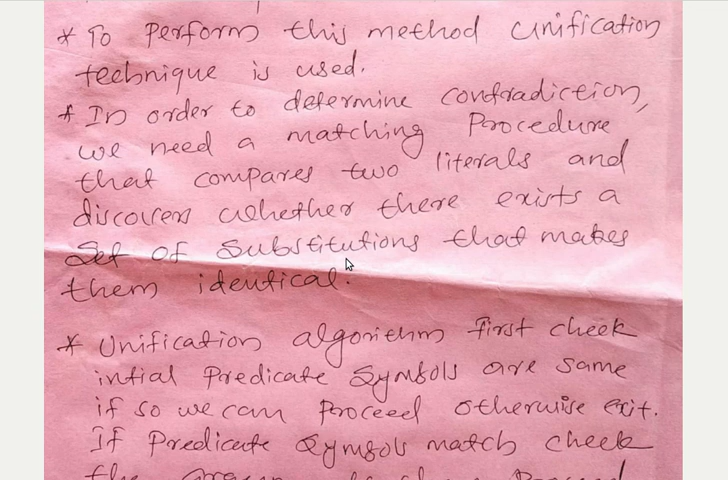 * To Perform this method unification
technique is used.
* In order to determine contradiction,
we need a matching Procedure
that compares two literals and
discovers whether there exists a
Set of Substitutions that makes
them identical.
* Unification algorithm first check
intial Predicate Symbols are same
if so we can Proceed otherwise exit.
If Predicate Symbols match check
the